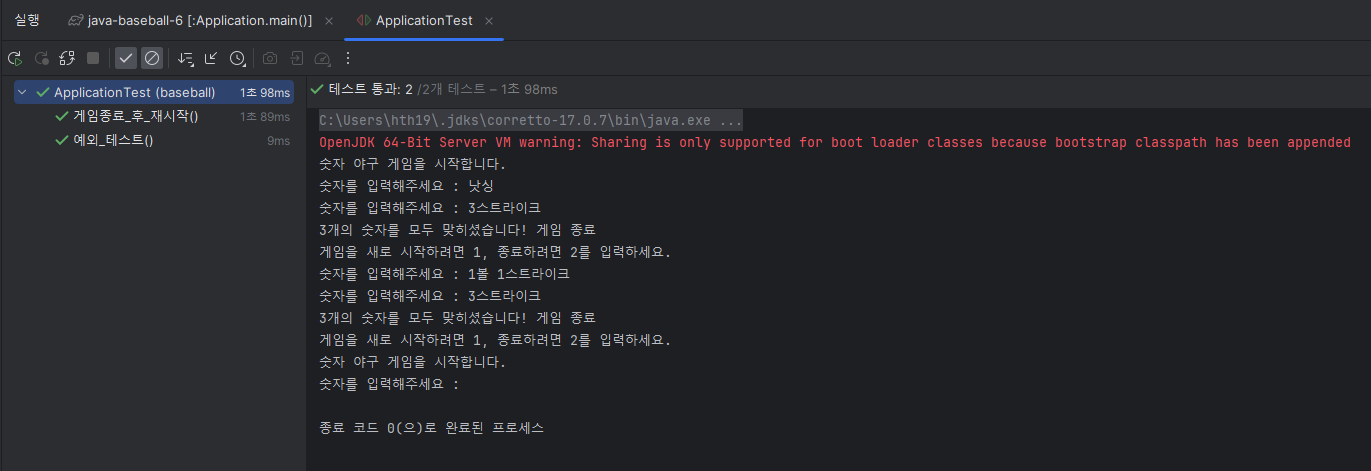 실행 java-baseball-6 [:Application.main()] × ApplicationTest ×
ApplicationTest (baseball) 1초 98ms
게임종료_후_재시작() 1초 89ms
예외_테스트() 9ms
테스트 통과: 2 /2개 테스트 – 1초 98ms
C:\Users\hth19\.jdks\corretto-17.0.7\bin\java.exe ...
OpenJDK 64-Bit Server VM warning: Sharing is only supported for boot loader classes because bootstrap classpath has been appended
숫자 야구 게임을 시작합니다.
숫자를 입력해주세요 : 낫싱
숫자를 입력해주세요 : 3스트라이크
3개의 숫자를 모두 맞히셨습니다! 게임 종료
게임을 새로 시작하려면 1, 종료하려면 2를 입력하세요.
숫자를 입력해주세요 : 1볼 1스트라이크
숫자를 입력해주세요 : 3스트라이크
3개의 숫자를 모두 맞히셨습니다! 게임 종료
게임을 새로 시작하려면 1, 종료하려면 2를 입력하세요.
숫자 야구 게임을 시작합니다.
숫자를 입력해주세요 :
종료 코드 0(으)로 완료된 프로세스